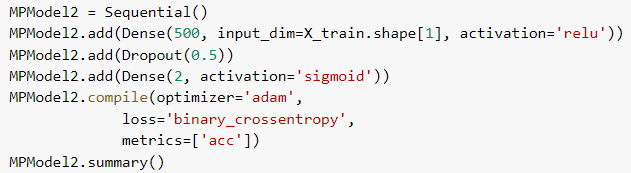 MPModel2 = Sequential()
MPModel2.add(Dense(500, input_dim=X_train.shape[1], activation='relu'))
MPModel2.add(Dropout(0.5))
MPModel2.add(Dense(2, activation='sigmoid'))
MPModel2.compile(optimizer='adam',
              loss='binary_crossentropy',
              metrics=['acc'])
MPModel2.summary()